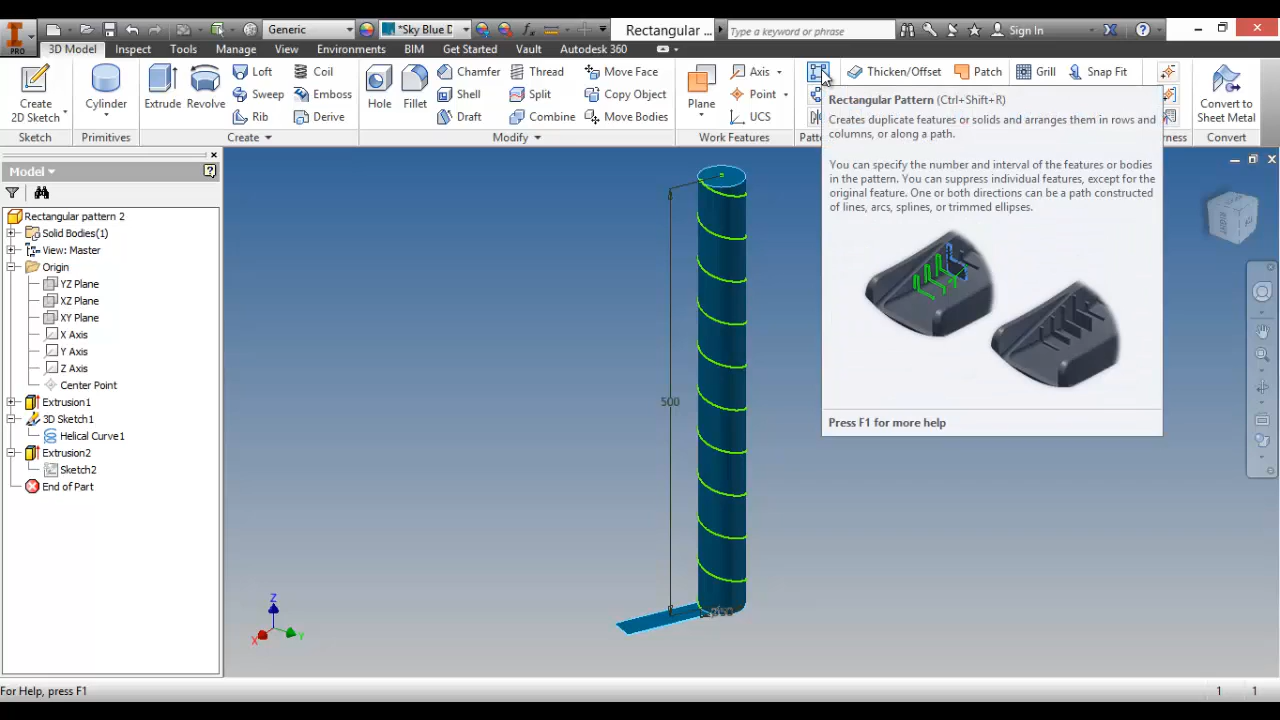 PRO
Generic
*Sky Blue D
Rectangular ...
Type a keyword or phrase
Sign In
3D Model
Inspect
Tools
Manage
View
Environments
BIM
Get Started
Vault
Autodesk 360
Create
2D Sketch
Cylinder
Extrude
Revolve
Loft
Sweep
Rib
Coil
Emboss
Derive
Hole
Fillet
Chamfer
Shell
Draft
Thread
Split
Combine
Move Face
Copy Object
Move Bodies
Plane
Axis
Point
UCS
Thicken/Offset
Patch
Grill
Snap Fit
Convert to
Sheet Metal
Sketch
Primitives
Create
Modify
Work Features
Patte
rness
Convert
Rectangular Pattern (Ctrl+Shift+R)
Creates duplicate features or solids and arranges them in rows and
columns, or along a path.
You can specify the number and interval of the features or bodies
in the pattern. You can suppress individual features, except for the
original feature. One or both directions can be a path constructed
of lines, arcs, splines, or trimmed ellipses.
Press F1 for more help
Model
Rectangular pattern 2
Solid Bodies(1)
View: Master
Origin
YZ Plane
XZ Plane
XY Plane
X Axis
Y Axis
Z Axis
Center Point
Extrusion1
3D Sketch1
Helical Curve1
Extrusion2
Sketch2
End of Part
500
Z
X
Y
For Help, press F1
1
1